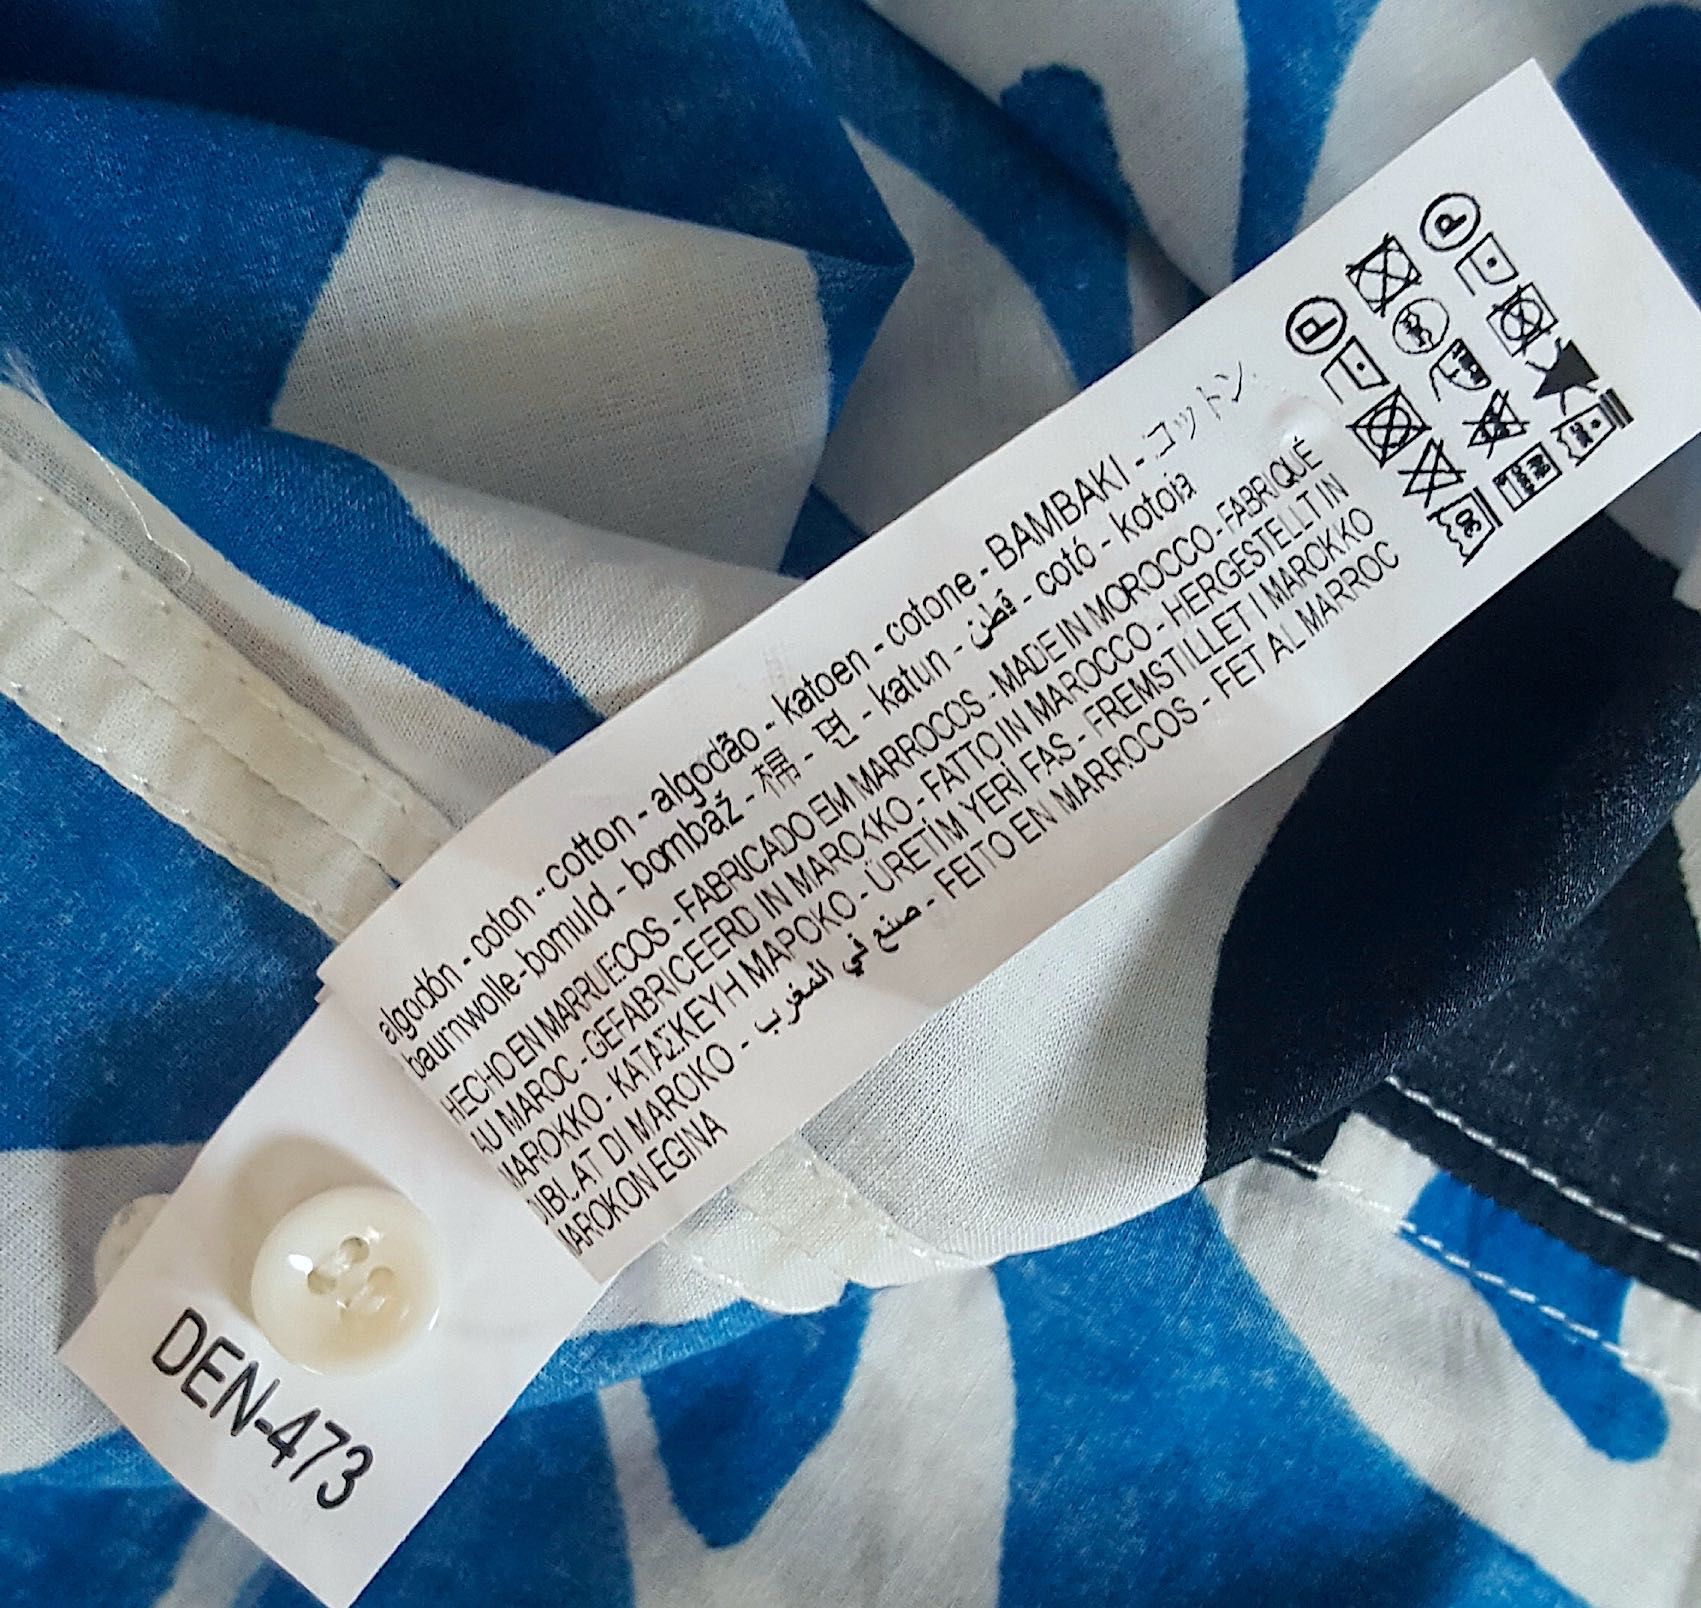 algodón - coton - cotton - algodão - katoen - cotone - BAMBAKI - コットン
baumwolle-bomuld - bombaž - 棉 - 면 - katun - قطن - cotó - kotoia
HECHO EN MARRUECOS - FABRICADO EM MARROCOS - MADE IN MOROCCO - FABRIQUÉ
AU MAROC - GEFABRICEERD IN MAROKKO - FATTO IN MAROCCO - HERGESTELLT IN
MAROKKO - ΚΑΤΑΣΚΕΥΗ ΜΑΡΟΚΟ - ÜRETİM YERİ FAS - FREMSTILLET I MAROKKO
DIBUAT DI MAROKO - صنع في المغرب - FEITO EN MARROCOS - FET AL MARROC
MAROKON EGINA
DEN-473
P
P
30